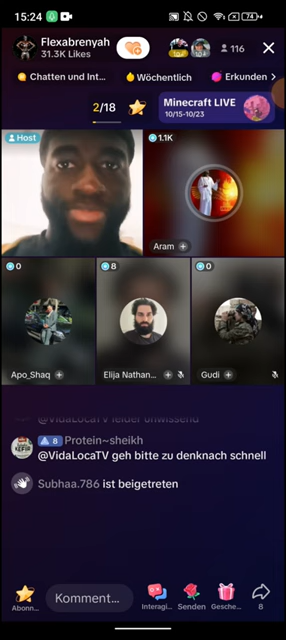 15:24
74
Flexabrenyah
31.3K Likes
116
Chatten und Int...
Wöchentlich
Erkunden
2/18
Minecraft LIVE
10/15-10/23
Host
1.1K
Aram
0
8
0
Apo_Shaq
Elija Nathan...
Gudi
@VidaLocaTV leider unwissend
8 Protein~sheikh
@VidaLocaTV geh bitte zu denknach schnell
Subhaa.786 ist beigetreten
Abonn...
Komment...
Interagi...
Senden
Gesche...
8